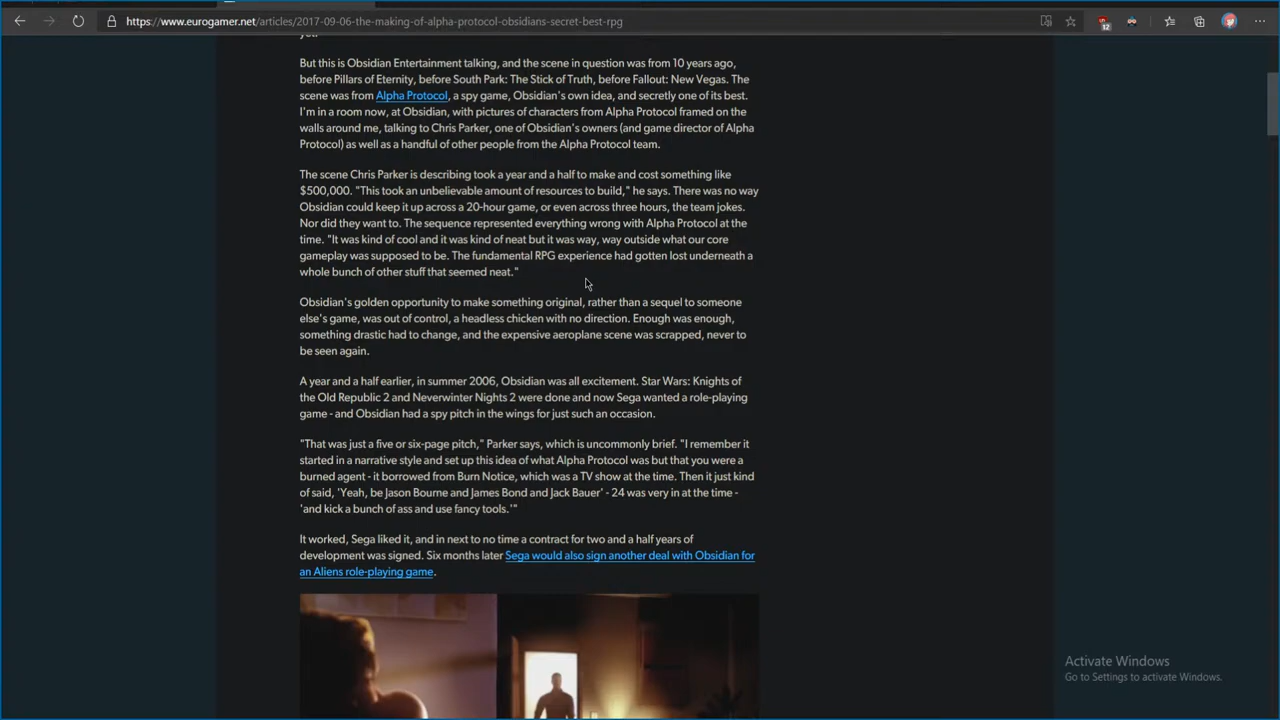 https://www.eurogamer.net/articles/2017-09-06-the-making-of-alpha-protocol-obsidians-secret-best-rpg
12
But this is Obsidian Entertainment talking, and the scene in question was from 10 years ago,
before Pillars of Eternity, before South Park: The Stick of Truth, before Fallout: New Vegas. The
scene was from Alpha Protocol, a spy game, Obsidian's own idea, and secretly one of its best.
I'm in a room now, at Obsidian, with pictures of characters from Alpha Protocol framed on the
walls around me, talking to Chris Parker, one of Obsidian's owners (and game director of Alpha
Protocol) as well as a handful of other people from the Alpha Protocol team.
The scene Chris Parker is describing took a year and a half to make and cost something like
$500,000. "This took an unbelievable amount of resources to build," he says. There was no way
Obsidian could keep it up across a 20-hour game, or even across three hours, the team jokes.
Nor did they want to. The sequence represented everything wrong with Alpha Protocol at the
time. "It was kind of cool and it was kind of neat but it was way, way outside what our core
gameplay was supposed to be. The fundamental RPG experience had gotten lost underneath a
whole bunch of other stuff that seemed neat."
Obsidian's golden opportunity to make something original, rather than a sequel to someone
else's game, was out of control, a headless chicken with no direction. Enough was enough,
something drastic had to change, and the expensive aeroplane scene was scrapped, never to
be seen again.
A year and a half earlier, in summer 2006, Obsidian was all excitement. Star Wars: Knights of
the Old Republic 2 and Neverwinter Nights 2 were done and now Sega wanted a role-playing
game - and Obsidian had a spy pitch in the wings for just such an occasion.
"That was just a five or six-page pitch," Parker says, which is uncommonly brief. "I remember it
started in a narrative style and set up this idea of what Alpha Protocol was but that you were a
burned agent - it borrowed from Burn Notice, which was a TV show at the time. Then it just kind
of said, 'Yeah, be Jason Bourne and James Bond and Jack Bauer' - 24 was very in at the time -
'and kick a bunch of ass and use fancy tools.'"
It worked, Sega liked it, and in next to no time a contract for two and a half years of
development was signed. Six months later Sega would also sign another deal with Obsidian for
an Aliens role-playing game.
Activate Windows
Go to Settings to activate Windows.